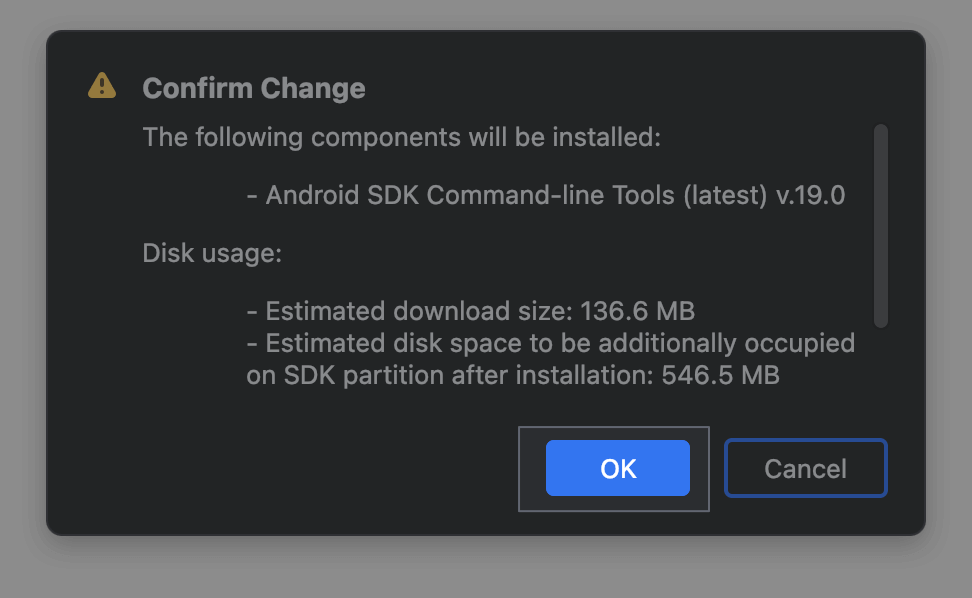 Confirm Change
The following components will be installed:
- Android SDK Command-line Tools (latest) v.19.0
Disk usage:
- Estimated download size: 136.6 MB
- Estimated disk space to be additionally occupied
on SDK partition after installation: 546.5 MB
OK
Cancel